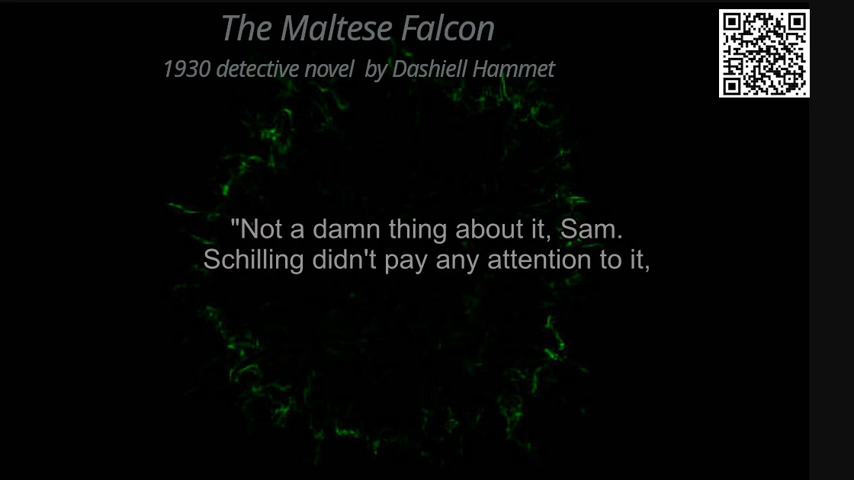 The Maltese Falcon
1930 detective novel by Dashiell Hammet
"Not a damn thing about it, Sam.
Schilling didn't pay any attention to it,